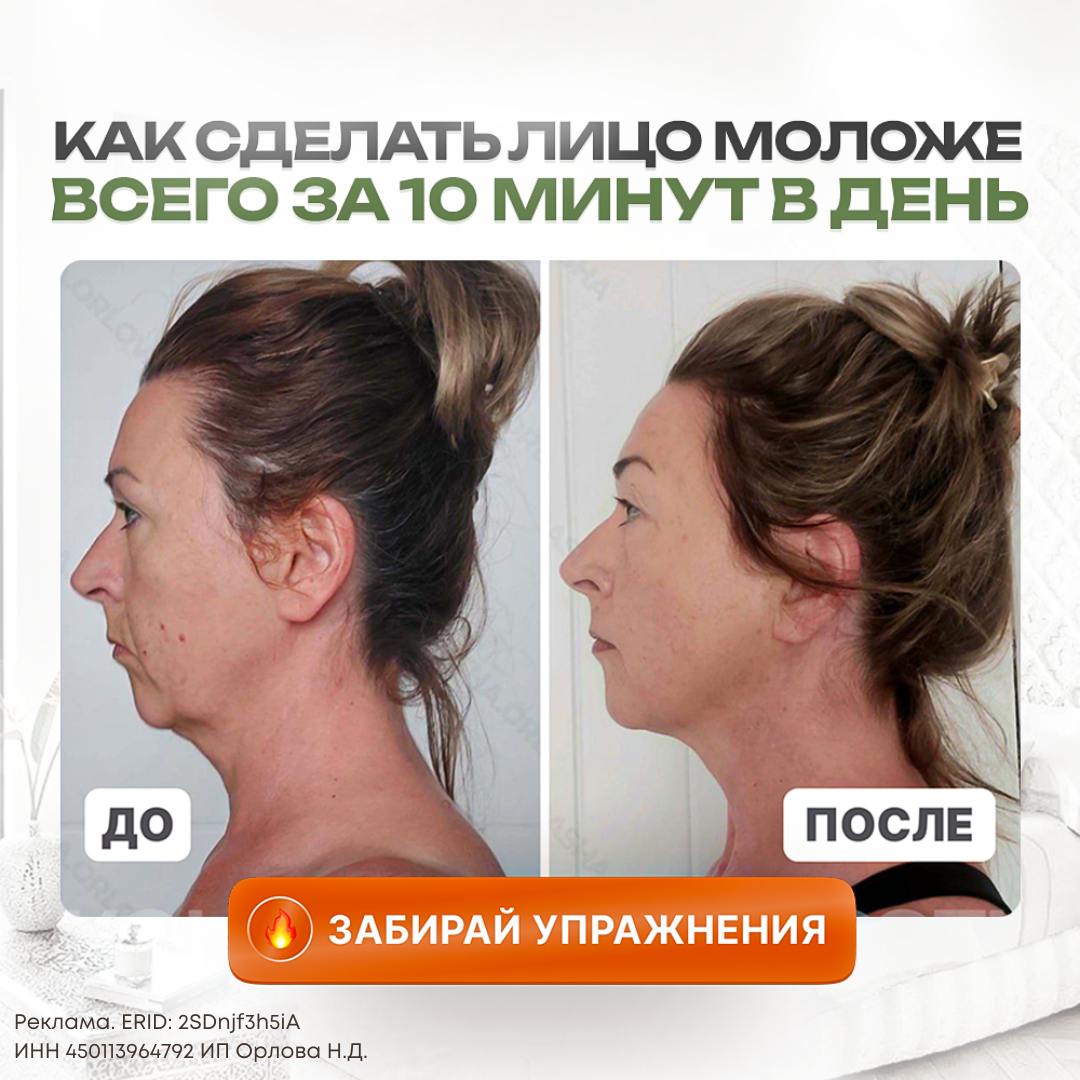 КАК СДЕЛАТЬ ЛИЦО МОЛОЖЕ
ВСЕГО ЗА 10 МИНУТ В ДЕНЬ
ДО
ПОСЛЕ
ЗАБИРАЙ УПРАЖНЕНИЯ
Реклама. ERID: 2SDnjf3h5iA
ИНН 450113964792 ИП Орлова Н.Д.